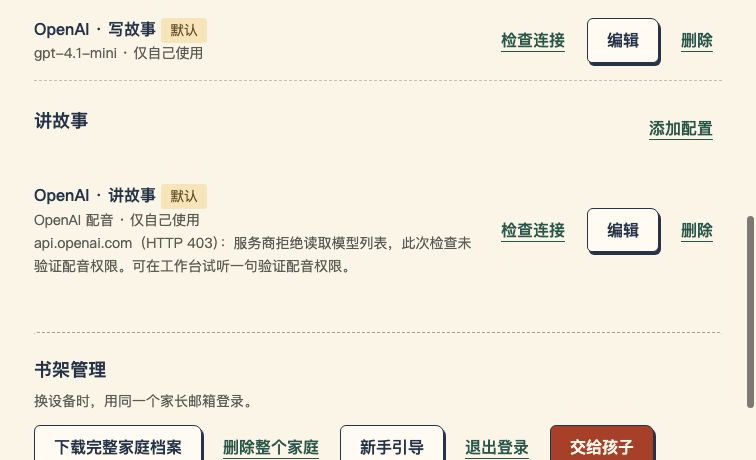 OpenAI · 写故事 默认
gpt-4.1-mini · 仅自己使用
检查连接 编辑 删除
讲故事
添加配置
OpenAI · 讲故事 默认
OpenAI 配音 · 仅自己使用
api.openai.com（HTTP 403）：服务商拒绝读取模型列表，此次检查未
验证配音权限。可在工作台试听一句验证配音权限。
检查连接 编辑 删除
书架管理
换设备时，用同一个家长邮箱登录。
下载完整家庭档案 删除整个家庭 新手引导 退出登录 交给孩子